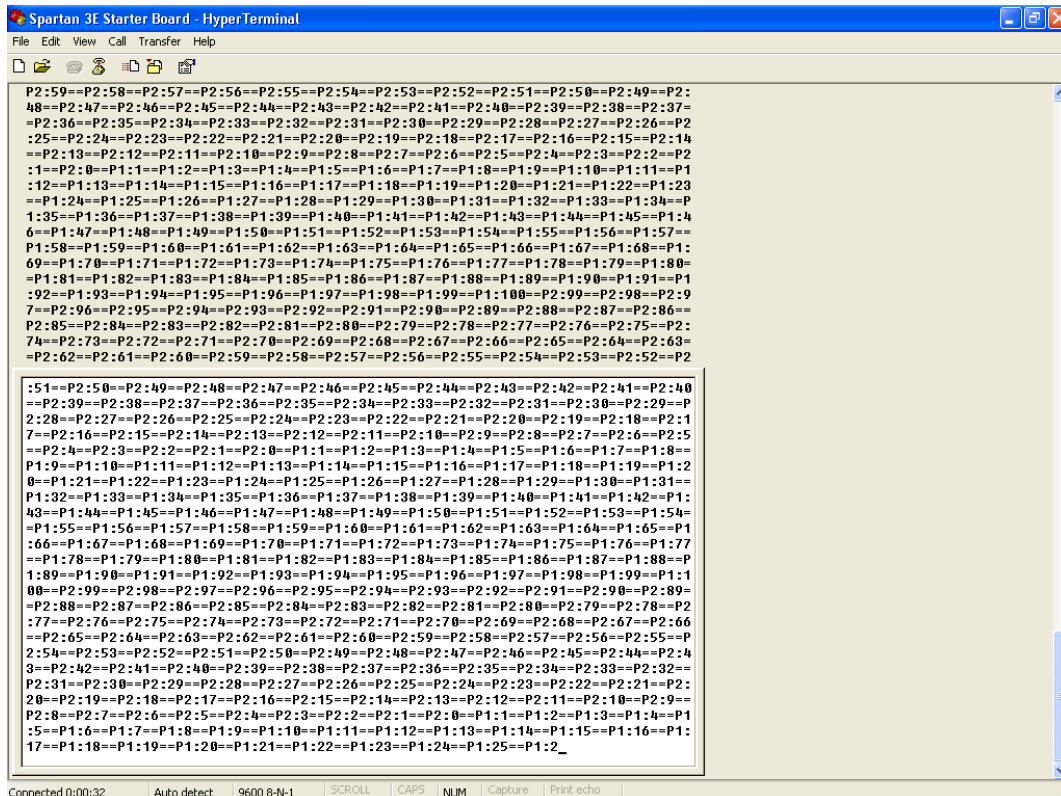 Spartan 3E Starter Board - HyperTerminal
File Edit View Call Transfer Help
P2:59==P2:58==P2:57==P2:56==P2:55==P2:54==P2:53==P2:52==P2:51==P2:50==P2:49==P2:
48==P2:47==P2:46==P2:45==P2:44==P2:43==P2:42==P2:41==P2:40==P2:39==P2:38==P2:37=
=P2:36==P2:35==P2:34==P2:33==P2:32==P2:31==P2:30==P2:29==P2:28==P2:27==P2:26==P2
:25==P2:24==P2:23==P2:22==P2:21==P2:20==P2:19==P2:18==P2:17==P2:16==P2:15==P2:14
==P2:13==P2:12==P2:11==P2:10==P2:9==P2:8==P2:7==P2:6==P2:5==P2:4==P2:3==P2:2==P2
:1==P2:0==P1:1==P1:2==P1:3==P1:4==P1:5==P1:6==P1:7==P1:8==P1:9==P1:10==P1:11==P1
:12==P1:13==P1:14==P1:15==P1:16==P1:17==P1:18==P1:19==P1:20==P1:21==P1:22==P1:23
==P1:24==P1:25==P1:26==P1:27==P1:28==P1:29==P1:30==P1:31==P1:32==P1:33==P1:34==P
1:35==P1:36==P1:37==P1:38==P1:39==P1:40==P1:41==P1:42==P1:43==P1:44==P1:45==P1:4
6==P1:47==P1:48==P1:49==P1:50==P1:51==P1:52==P1:53==P1:54==P1:55==P1:56==P1:57==
P1:58==P1:59==P1:60==P1:61==P1:62==P1:63==P1:64==P1:65==P1:66==P1:67==P1:68==P1:
69==P1:70==P1:71==P1:72==P1:73==P1:74==P1:75==P1:76==P1:77==P1:78==P1:79==P1:80=
=P1:81==P1:82==P1:83==P1:84==P1:85==P1:86==P1:87==P1:88==P1:89==P1:90==P1:91==P1
:92==P1:93==P1:94==P1:95==P1:96==P1:97==P1:98==P1:99==P1:100==P2:99==P2:98==P2:9
7==P2:96==P2:95==P2:94==P2:93==P2:92==P2:91==P2:90==P2:89==P2:88==P2:87==P2:86==
P2:85==P2:84==P2:83==P2:82==P2:81==P2:80==P2:79==P2:78==P2:77==P2:76==P2:75==P2:
74==P2:73==P2:72==P2:71==P2:70==P2:69==P2:68==P2:67==P2:66==P2:65==P2:64==P2:63=
=P2:62==P2:61==P2:60==P2:59==P2:58==P2:57==P2:56==P2:55==P2:54==P2:53==P2:52==P2
:51==P2:50==P2:49==P2:48==P2:47==P2:46==P2:45==P2:44==P2:43==P2:42==P2:41==P2:40
==P2:39==P2:38==P2:37==P2:36==P2:35==P2:34==P2:33==P2:32==P2:31==P2:30==P2:29==P
2:28==P2:27==P2:26==P2:25==P2:24==P2:23==P2:22==P2:21==P2:20==P2:19==P2:18==P2:1
7==P2:16==P2:15==P2:14==P2:13==P2:12==P2:11==P2:10==P2:9==P2:8==P2:7==P2:6==P2:5
==P2:4==P2:3==P2:2==P2:1==P2:0==P1:1==P1:2==P1:3==P1:4==P1:5==P1:6==P1:7==P1:8==
P1:9==P1:10==P1:11==P1:12==P1:13==P1:14==P1:15==P1:16==P1:17==P1:18==P1:19==P1:2
0==P1:21==P1:22==P1:23==P1:24==P1:25==P1:26==P1:27==P1:28==P1:29==P1:30==P1:31==
P1:32==P1:33==P1:34==P1:35==P1:36==P1:37==P1:38==P1:39==P1:40==P1:41==P1:42==P1:
43==P1:44==P1:45==P1:46==P1:47==P1:48==P1:49==P1:50==P1:51==P1:52==P1:53==P1:54=
=P1:55==P1:56==P1:57==P1:58==P1:59==P1:60==P1:61==P1:62==P1:63==P1:64==P1:65==P1
:66==P1:67==P1:68==P1:69==P1:70==P1:71==P1:72==P1:73==P1:74==P1:75==P1:76==P1:77
==P1:78==P1:79==P1:80==P1:81==P1:82==P1:83==P1:84==P1:85==P1:86==P1:87==P1:88==P
1:89==P1:90==P1:91==P1:92==P1:93==P1:94==P1:95==P1:96==P1:97==P1:98==P1:99==P1:1
00==P2:99==P2:98==P2:97==P2:96==P2:95==P2:94==P2:93==P2:92==P2:91==P2:90==P2:89=
=P2:88==P2:87==P2:86==P2:85==P2:84==P2:83==P2:82==P2:81==P2:80==P2:79==P2:78==P2
:77==P2:76==P2:75==P2:74==P2:73==P2:72==P2:71==P2:70==P2:69==P2:68==P2:67==P2:66
==P2:65==P2:64==P2:63==P2:62==P2:61==P2:60==P2:59==P2:58==P2:57==P2:56==P2:55==P
2:54==P2:53==P2:52==P2:51==P2:50==P2:49==P2:48==P2:47==P2:46==P2:45==P2:44==P2:4
3==P2:42==P2:41==P2:40==P2:39==P2:38==P2:37==P2:36==P2:35==P2:34==P2:33==P2:32==
P2:31==P2:30==P2:29==P2:28==P2:27==P2:26==P2:25==P2:24==P2:23==P2:22==P2:21==P2:
20==P2:19==P2:18==P2:17==P2:16==P2:15==P2:14==P2:13==P2:12==P2:11==P2:10==P2:9==
P2:8==P2:7==P2:6==P2:5==P2:4==P2:3==P2:2==P2:1==P2:0==P1:1==P1:2==P1:3==P1:4==P1
:5==P1:6==P1:7==P1:8==P1:9==P1:10==P1:11==P1:12==P1:13==P1:14==P1:15==P1:16==P1:
17==P1:18==P1:19==P1:20==P1:21==P1:22==P1:23==P1:24==P1:25==P1:2_
Connected 0:00:32 Auto detect 9600 8-N-1 SCROLL CAPS NUM Capture Print echo